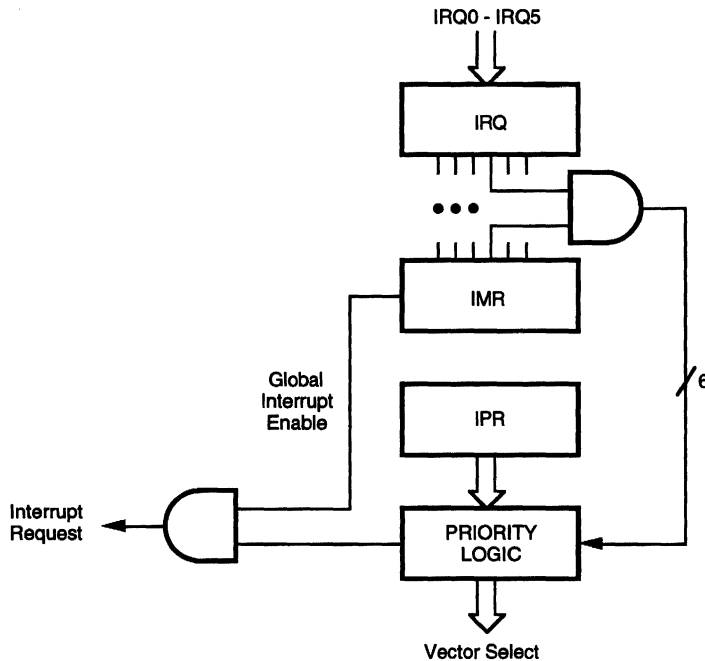 IRQ0 - IRQ5
IRQ
IMR
Global
Interrupt
Enable
6
IPR
Interrupt
Request
PRIORITY
LOGIC
Vector Select